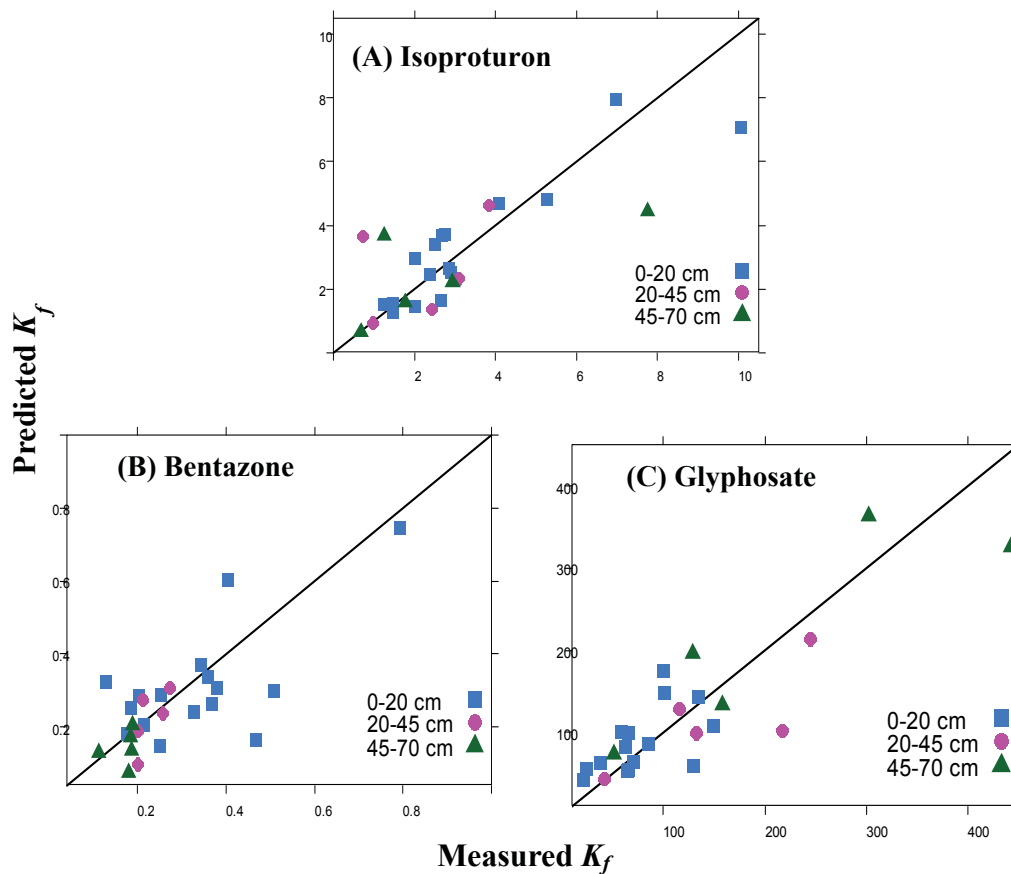 (A) Isoproturon
10
8
6
4
2
0-20 cm
20-45 cm
45-70 cm
2 4 6 8 10
Predicted Kf
(B) Bentazone
0.8
0.6
0.4
0.2
0-20 cm
20-45 cm
45-70 cm
0.2 0.4 0.6 0.8
(C) Glyphosate
400
300
200
100
0-20 cm
20-45 cm
45-70 cm
100 200 300 400
Measured Kf